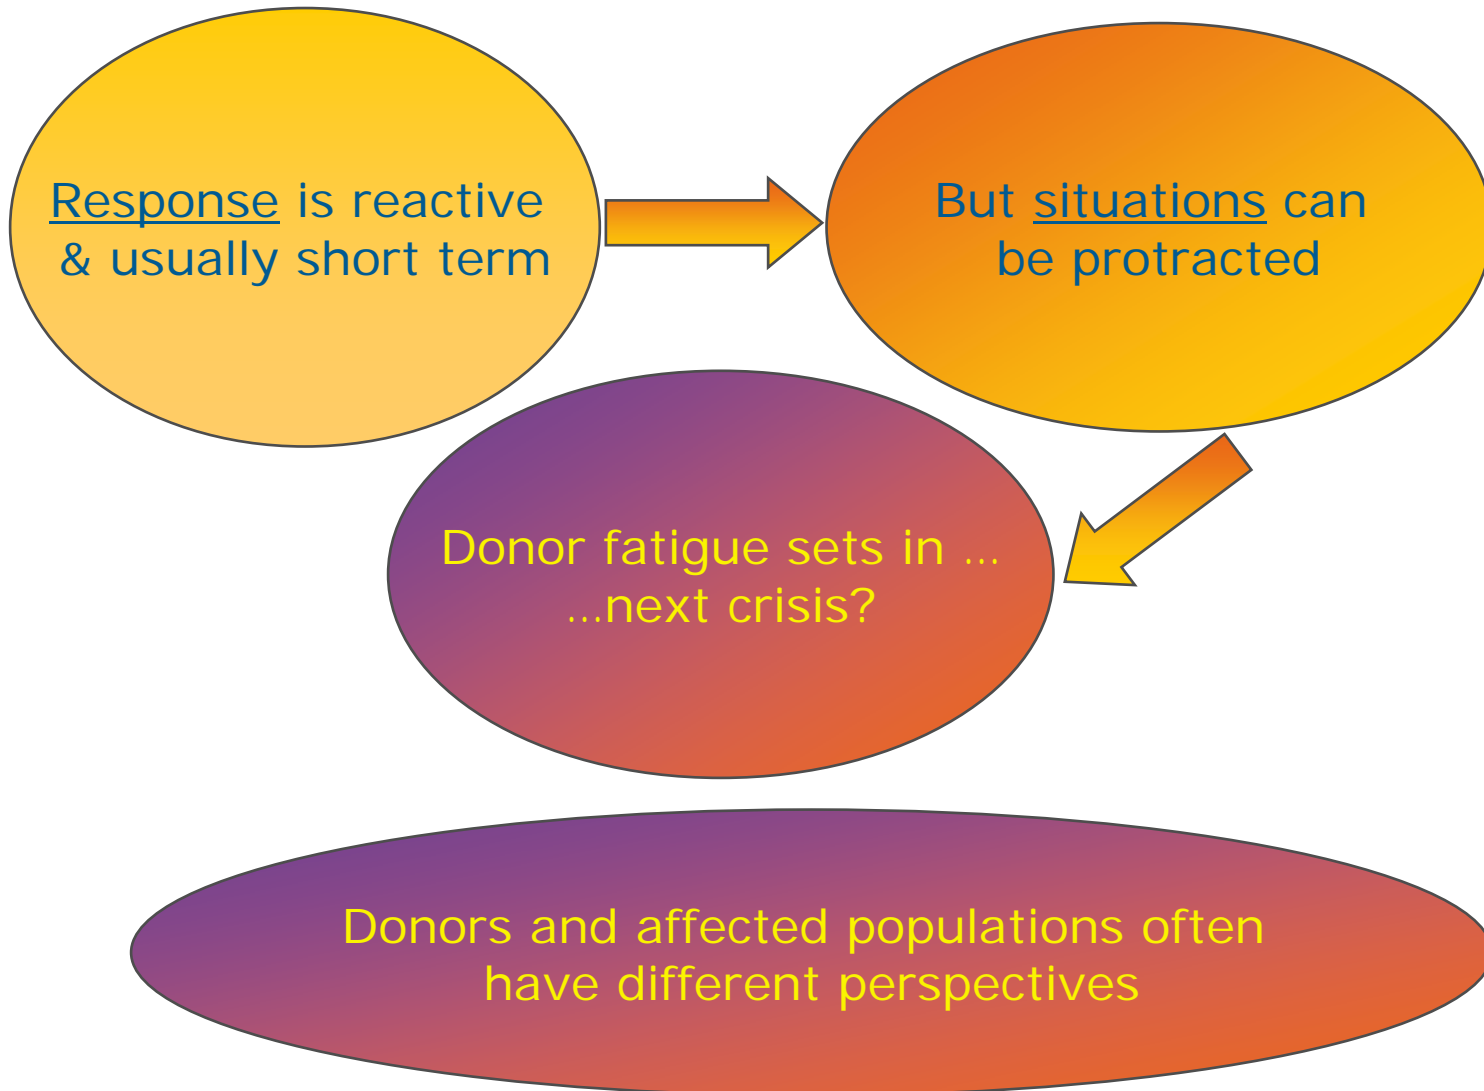 Response is reactive
& usually short term
But situations can
be protracted
Donor fatigue sets in ...
...next crisis?
Donors and affected populations often
have different perspectives